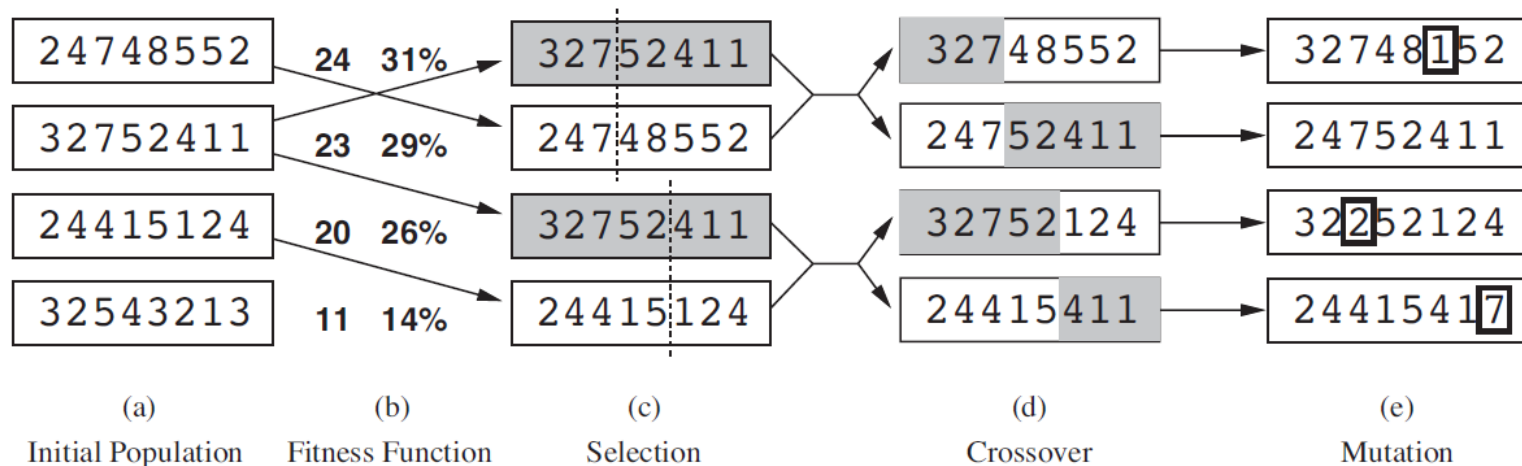 24748552 24 31% 32752411 32748552 32748152
32752411 23 29% 24748552 24752411 24752411
24415124 20 26% 32752411 32752124 32252124
32543213 11 14% 24415124 24415411 24415417
(a) (b) (c) (d) (e)
Initial Population Fitness Function Selection Crossover Mutation